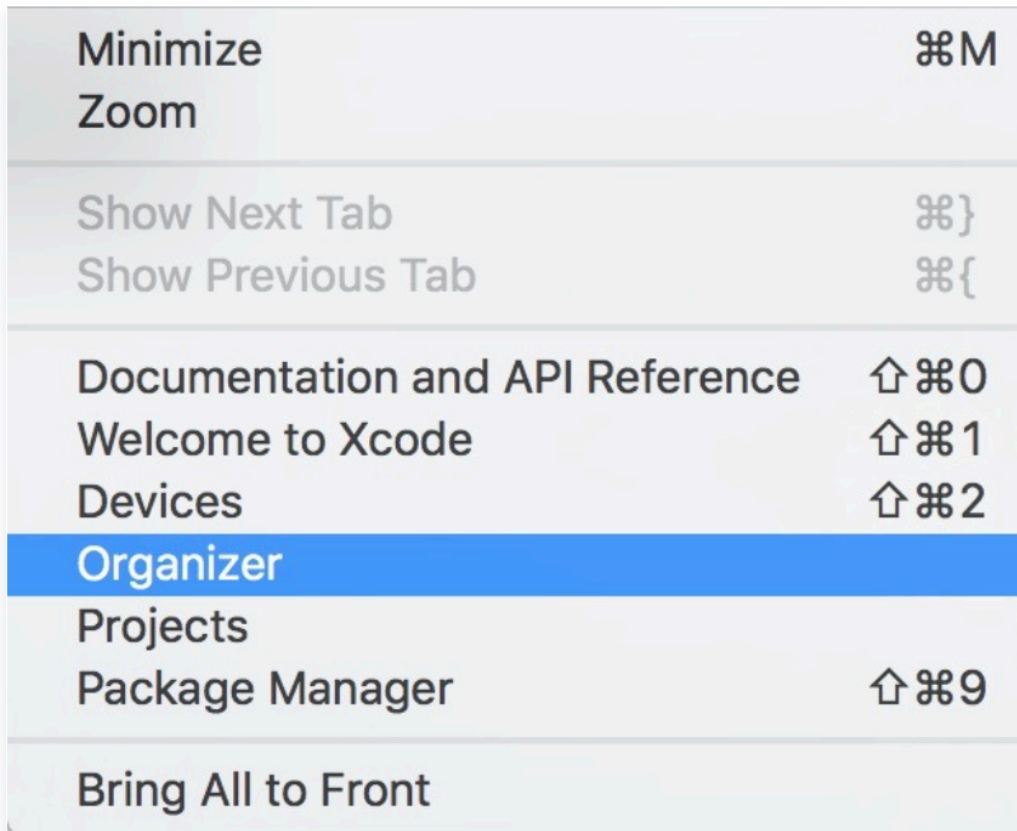 Minimize ⌘M
Zoom
Show Next Tab ⌘}
Show Previous Tab ⌘{
Documentation and API Reference ⇧⌘0
Welcome to Xcode ⇧⌘1
Devices ⇧⌘2
Organizer
Projects
Package Manager ⇧⌘9
Bring All to Front